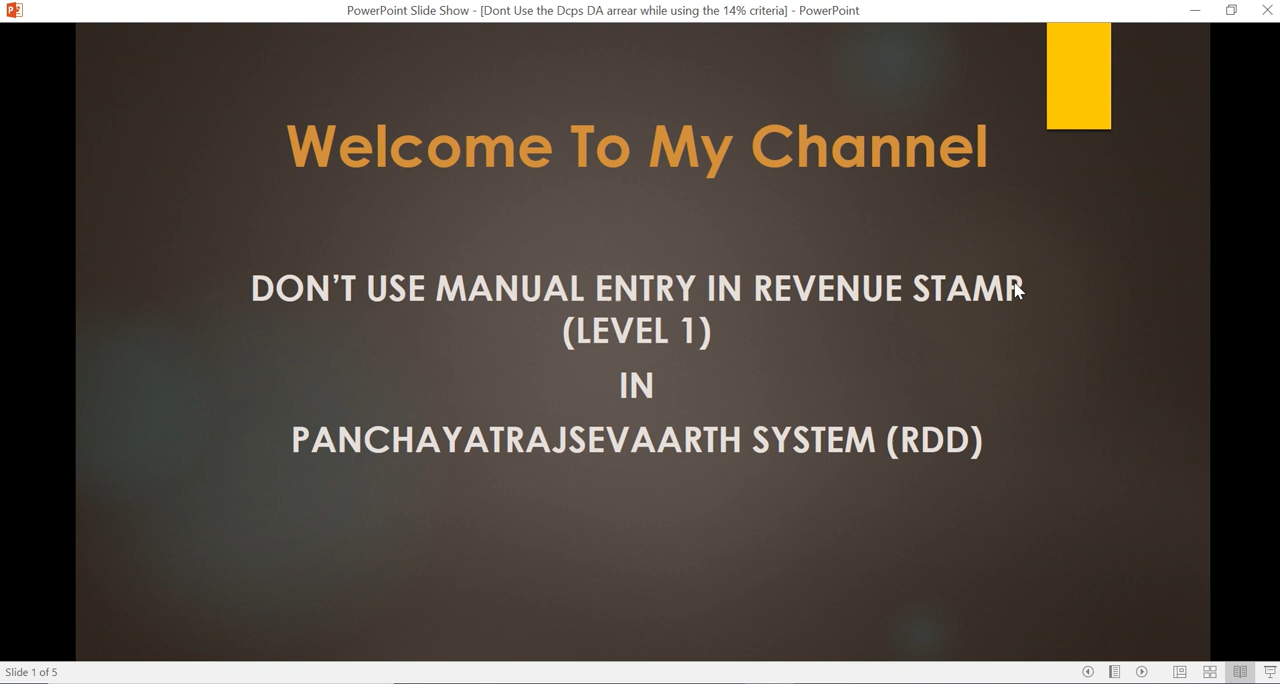 PowerPoint Slide Show - [Dont Use the Dcps DA arrear while using the 14% criteria] - PowerPoint
Welcome To My Channel
DON'T USE MANUAL ENTRY IN REVENUE STAMP
(LEVEL 1)
IN
PANCHAYATRAJSEVAARTH SYSTEM (RDD)
Slide 1 of 5